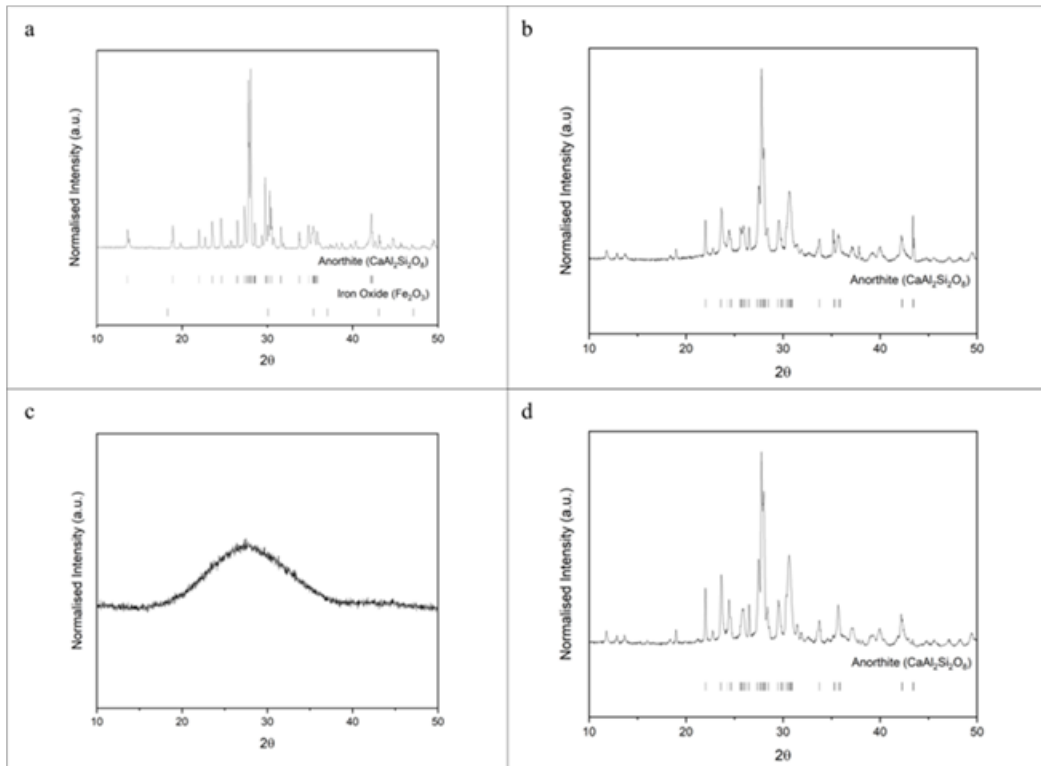 a
Normalised Intensity (a.u.)
Anorthite (CaAl₂Si₂O₈)
Iron Oxide (Fe₂O₃)
10 20 30 40 50
2θ
b
Normalised Intensity (a.u)
Anorthite (CaAl₂Si₂O₈)
10 20 30 40 50
2θ
c
Normalised Intensity (a.u.)
10 20 30 40 50
2θ
d
Normalised Intensity (a.u.)
Anorthite (CaAl₂Si₂O₈)
10 20 30 40 50
2θ